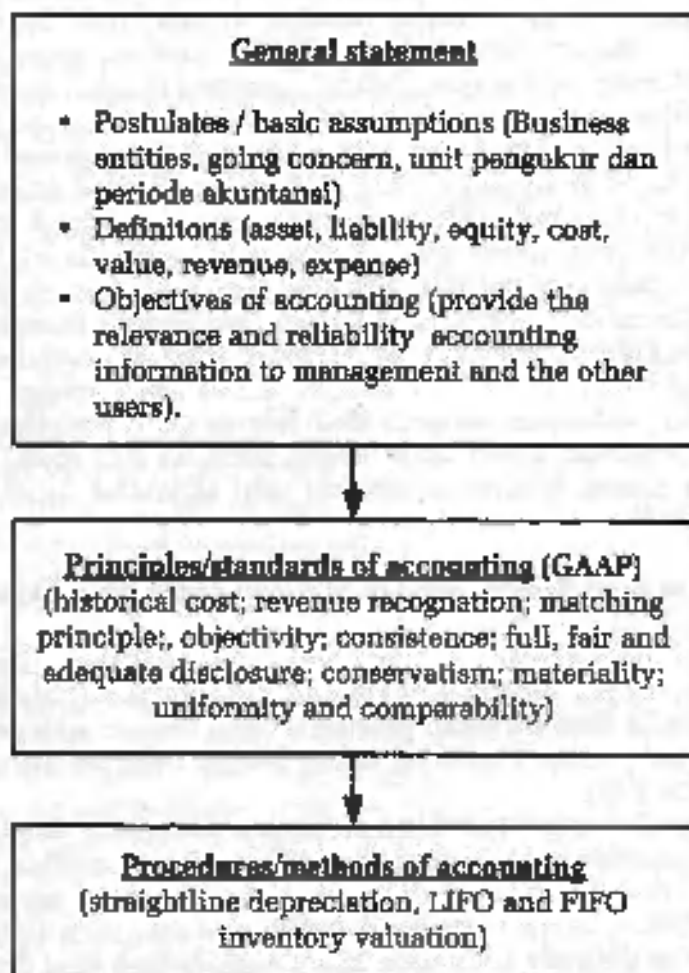 General statement
• Postulates / basic assumptions (Business
entities, going concern, unit pengukur dan
periode akuntansi)
• Definitons (asset, liability, equity, cost,
value, revenue, expense)
• Objectives of accounting (provide the
relevance and reliability accounting
information to management and the other
users).
Principles/standards of accounting (GAAP)
(historical cost; revenue recognation; matching
principle;, objectivity; consistence; full, fair and
adequate disclosure; conservatism; materiality;
uniformity and comparability)
Procedures/methods of accounting
(straightline depreciation, LIFO and FIFO
inventory valuation)